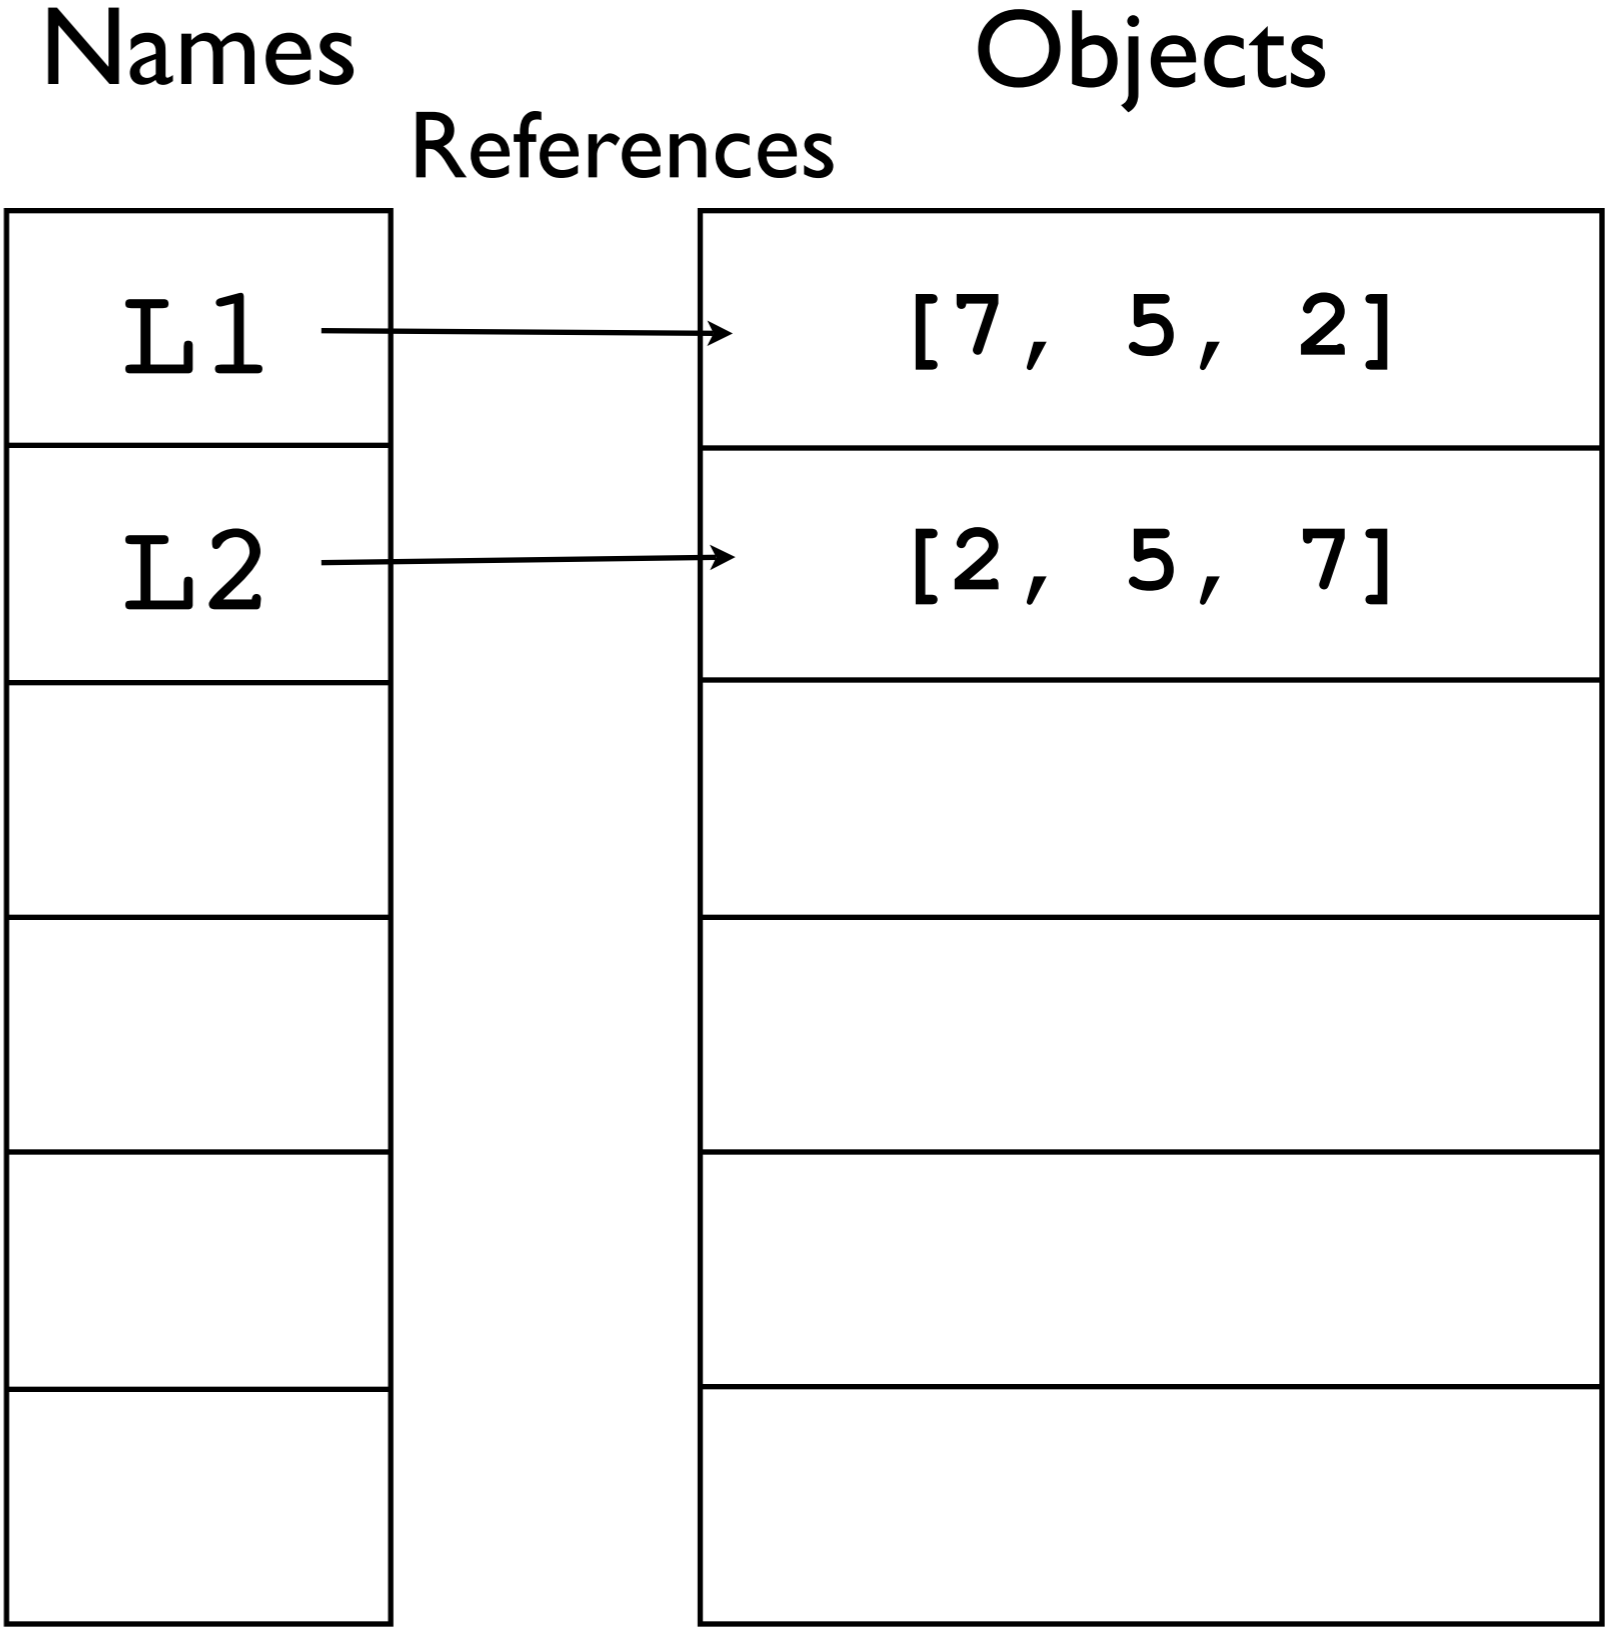 Names Objects
References
L1 [7, 5, 2]
L2 [2, 5, 7]